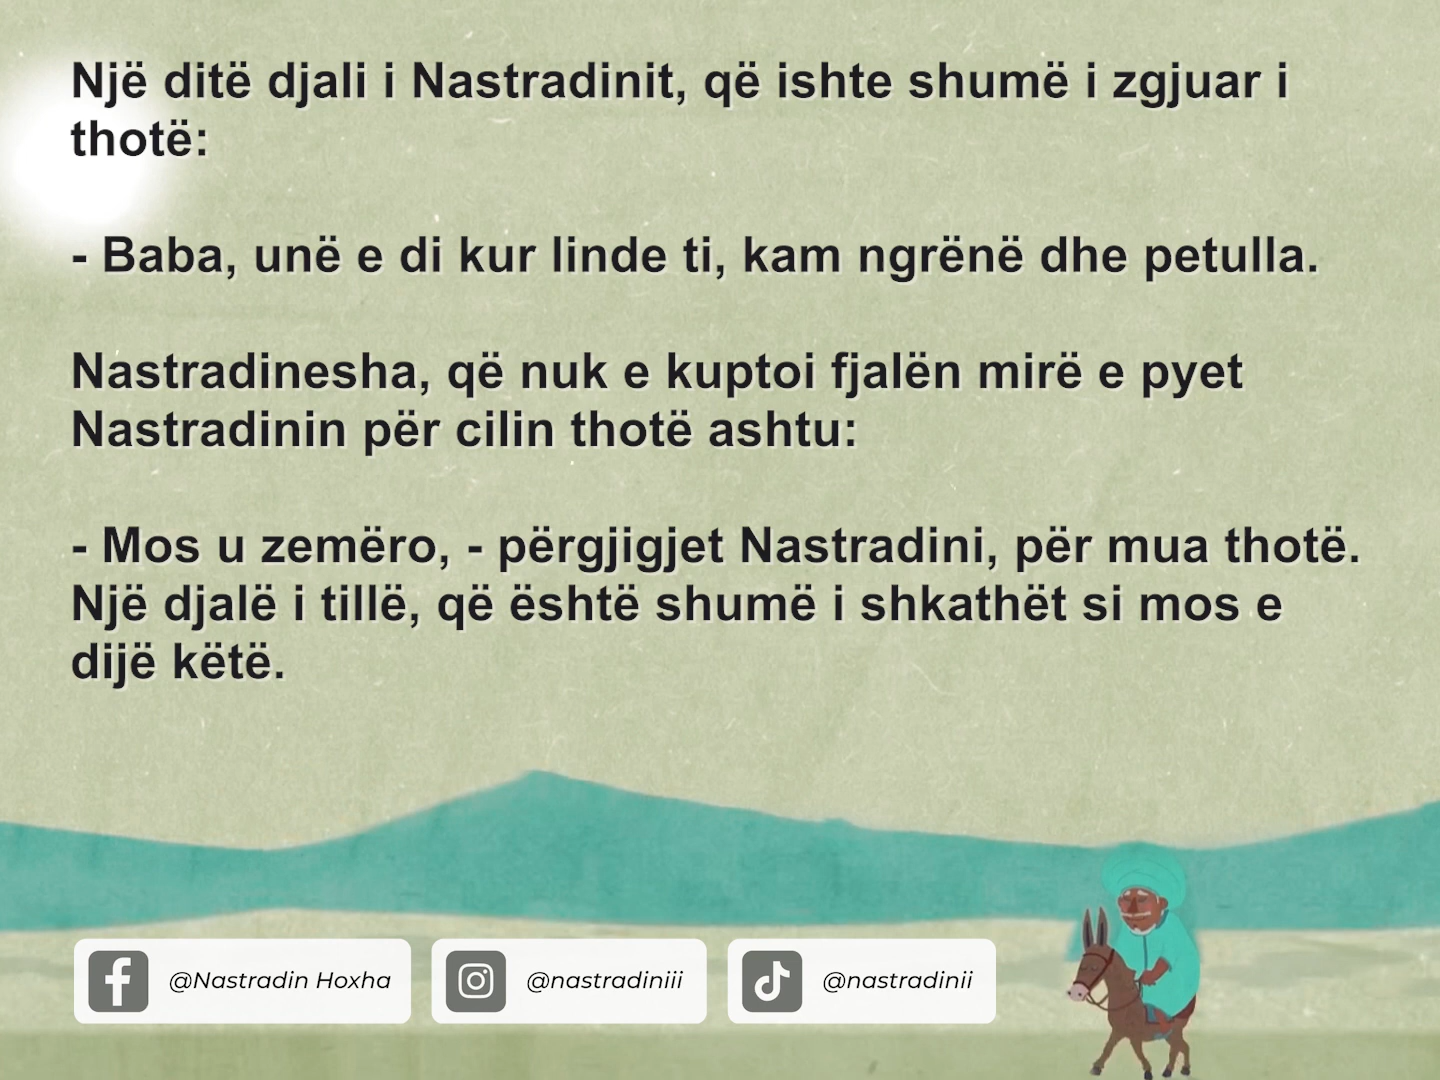 Një ditë djali i Nastradinit, që ishte shumë i zgjuar i
thotë:
- Baba, unë e di kur linde ti, kam ngrënë dhe petulla.
Nastradinesha, që nuk e kuptoi fjalën mirë e pyet
Nastradinin për cilin thotë ashtu:
- Mos u zemëro, - përgjigjet Nastradini, për mua thotë.
Një djalë i tillë, që është shumë i shkathët si mos e
dijë këtë.
@Nastradin Hoxha
@nastradiniii
@nastradinii